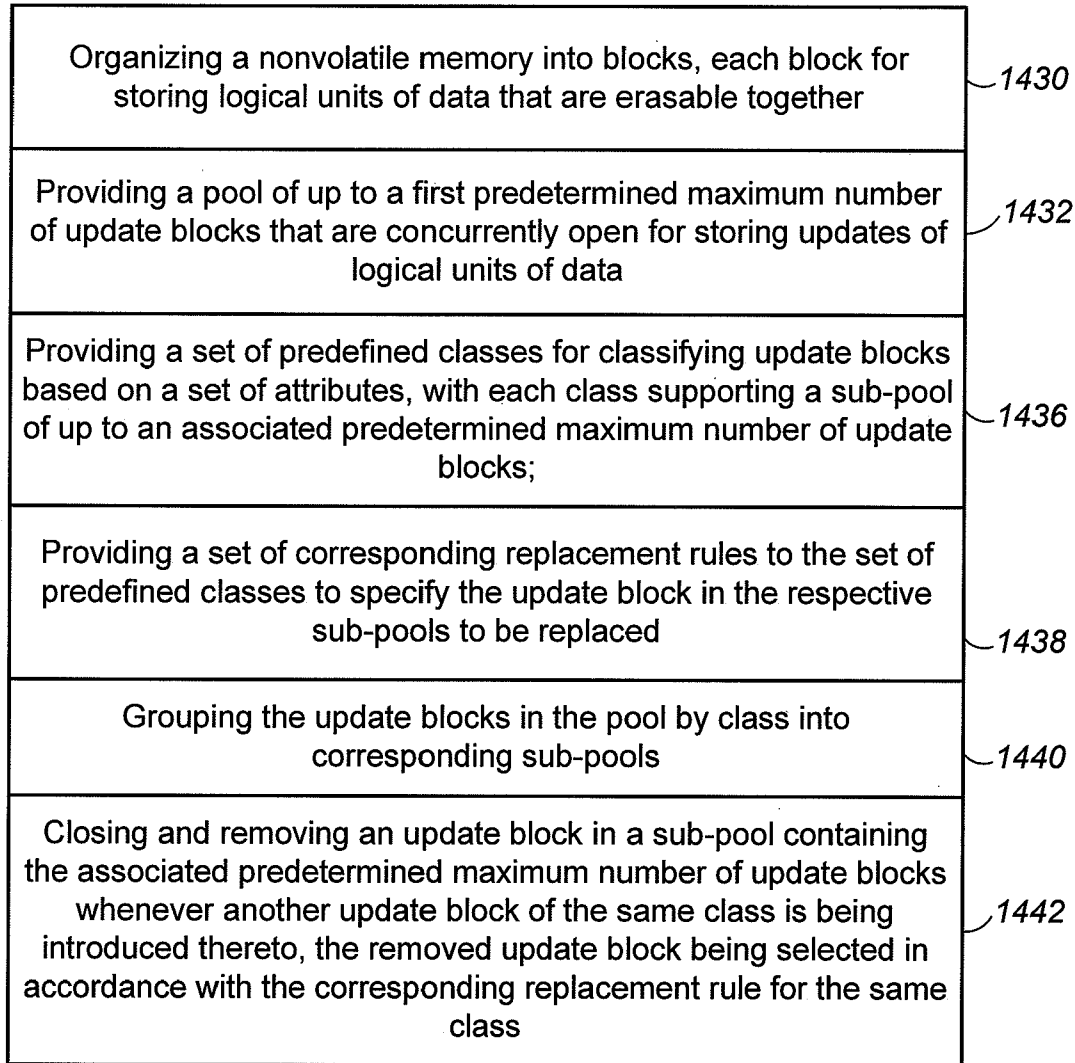 Organizing a nonvolatile memory into blocks, each block for
storing logical units of data that are erasable together
1430
Providing a pool of up to a first predetermined maximum number
of update blocks that are concurrently open for storing updates of
logical units of data
1432
Providing a set of predefined classes for classifying update blocks
based on a set of attributes, with each class supporting a sub-pool
of up to an associated predetermined maximum number of update
blocks;
1436
Providing a set of corresponding replacement rules to the set of
predefined classes to specify the update block in the respective
sub-pools to be replaced
1438
Grouping the update blocks in the pool by class into
corresponding sub-pools
1440
Closing and removing an update block in a sub-pool containing
the associated predetermined maximum number of update blocks
whenever another update block of the same class is being
introduced thereto, the removed update block being selected in
accordance with the corresponding replacement rule for the same
class
1442